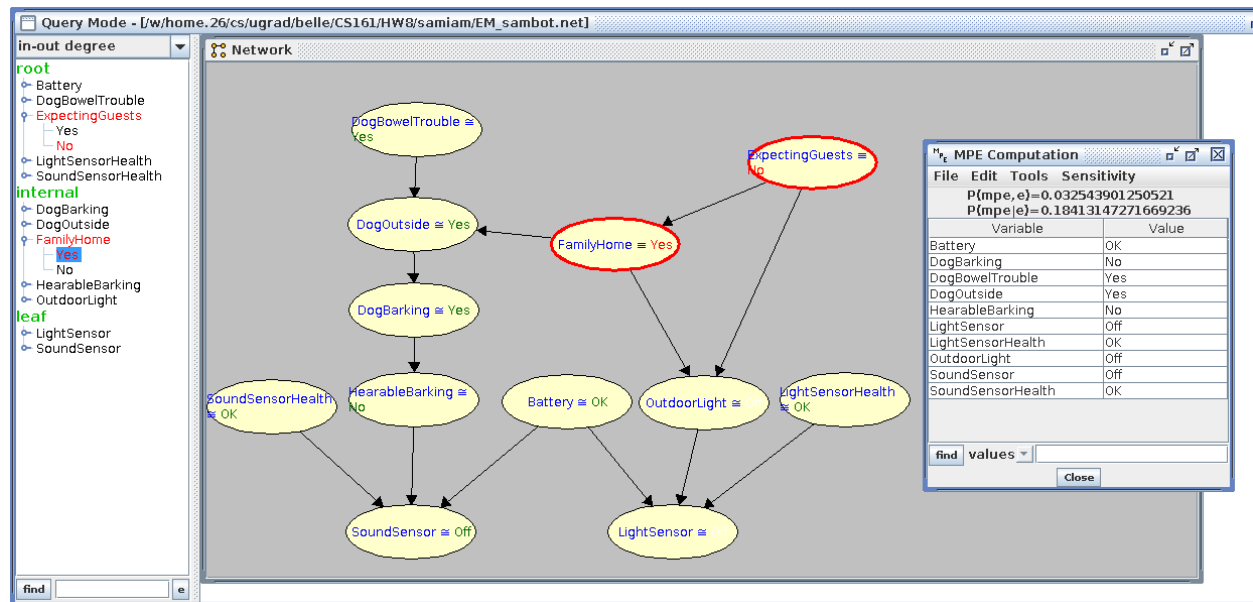 Query Mode - [/w/home.26/cs/ugrad/belle/CS161/HW8/samiam/EM_sambot.net]
in-out degree
root
Battery
DogBowelTrouble
ExpectingGuests
Yes
No
LightSensorHealth
SoundSensorHealth
internal
DogBarking
DogOutside
FamilyHome
Yes
No
HearableBarking
OutdoorLight
leaf
LightSensor
SoundSensor
find
e
Network
DogBowelTrouble ≅
Yes
ExpectingGuests ≡
No
DogOutside ≅ Yes
FamilyHome ≡ Yes
DogBarking ≅ Yes
SoundSensorHealth
≅ OK
HearableBarking ≅
No
Battery ≅ OK
OutdoorLight ≅
LightSensorHealth
≅ OK
SoundSensor ≅ Off
LightSensor ≅
MPE MPE Computation
File Edit Tools Sensitivity
P(mpe,e)=0.032543901250521
P(mpe|e)=0.18413147271669236
Variable Value
Battery OK
DogBarking No
DogBowelTrouble Yes
DogOutside Yes
HearableBarking No
LightSensor Off
LightSensorHealth OK
OutdoorLight Off
SoundSensor Off
SoundSensorHealth OK
find values
Close